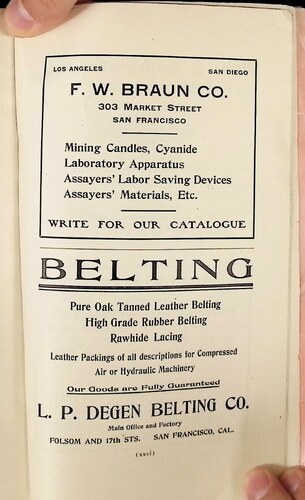 LOS ANGELES SAN DIEGO
F. W. BRAUN CO.
303 MARKET STREET
SAN FRANCISCO
Mining Candles, Cyanide
Laboratory Apparatus
Assayers' Labor Saving Devices
Assayers' Materials, Etc.
WRITE FOR OUR CATALOGUE
BELTING
Pure Oak Tanned Leather Belting
High Grade Rubber Belting
Rawhide Lacing
Leather Packings of all descriptions for Compressed
Air or Hydraulic Machinery
Our Goods are Fully Guaranteed
L. P. DEGEN BELTING CO.
Main Office and Factory
FOLSOM AND 17th STS. SAN FRANCISCO, CAL.
(xxvi)